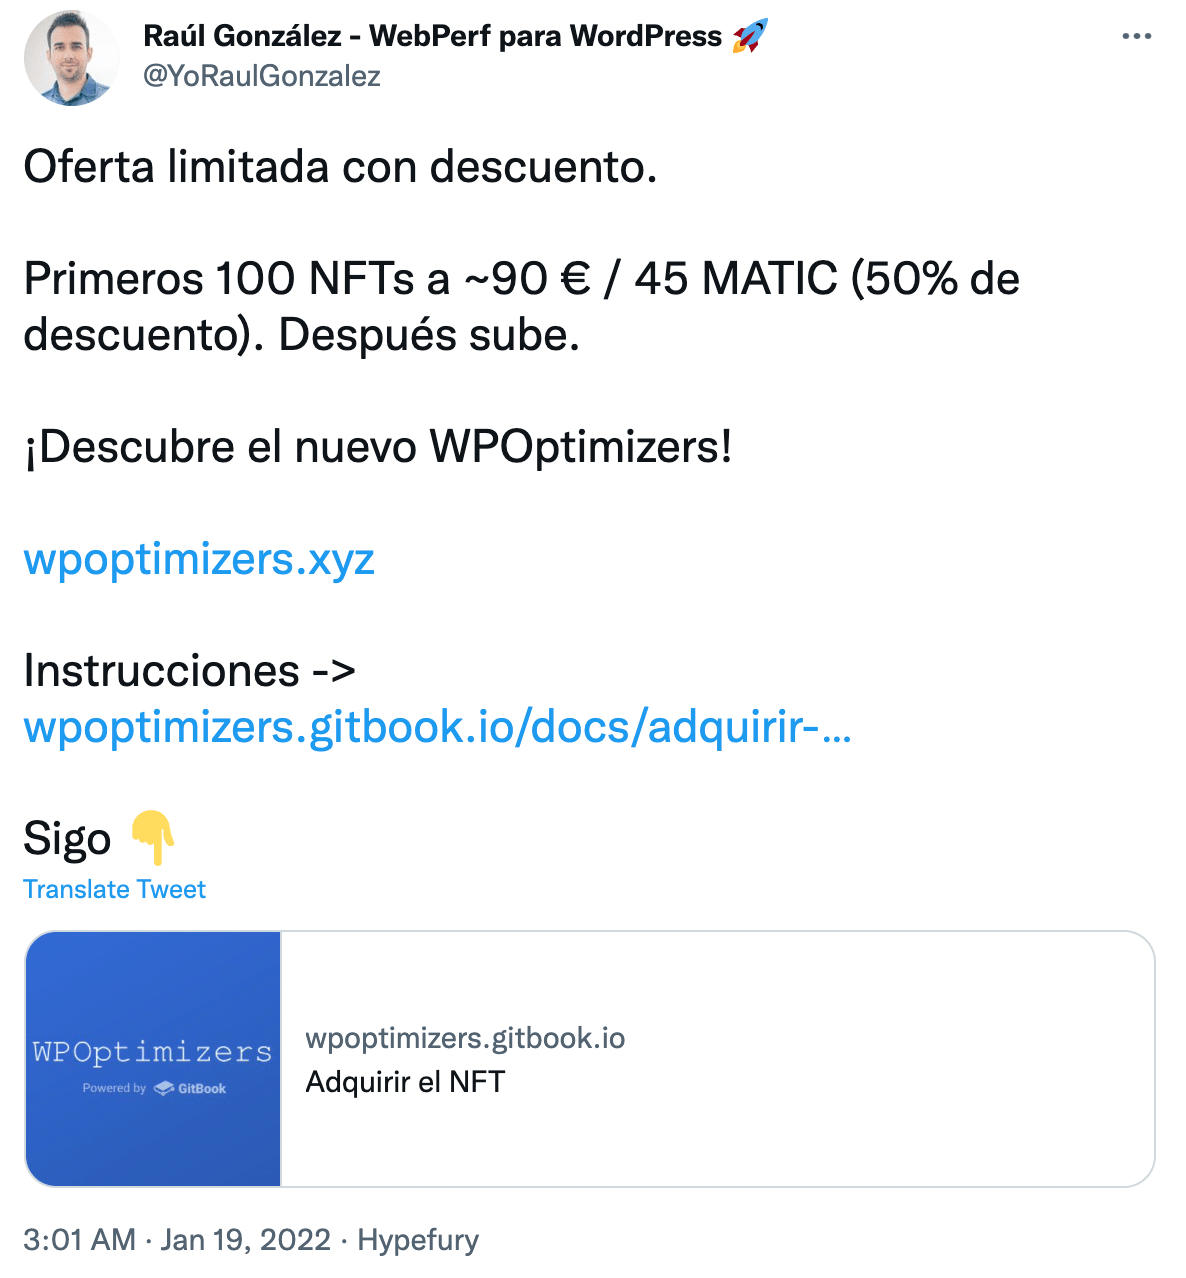 Raúl González - WebPerf para WordPress 🚀
@YoRaulGonzalez
Oferta limitada con descuento.
Primeros 100 NFTs a ~90 € / 45 MATIC (50% de
descuento). Después sube.
¡Descubre el nuevo WPOptimizers!
wpoptimizers.xyz
Instrucciones ->
wpoptimizers.gitbook.io/docs/adquirir-...
Sigo 👇
Translate Tweet
WPOptimizers
Powered by GitBook
wpoptimizers.gitbook.io
Adquirir el NFT
3:01 AM · Jan 19, 2022 · Hypefury